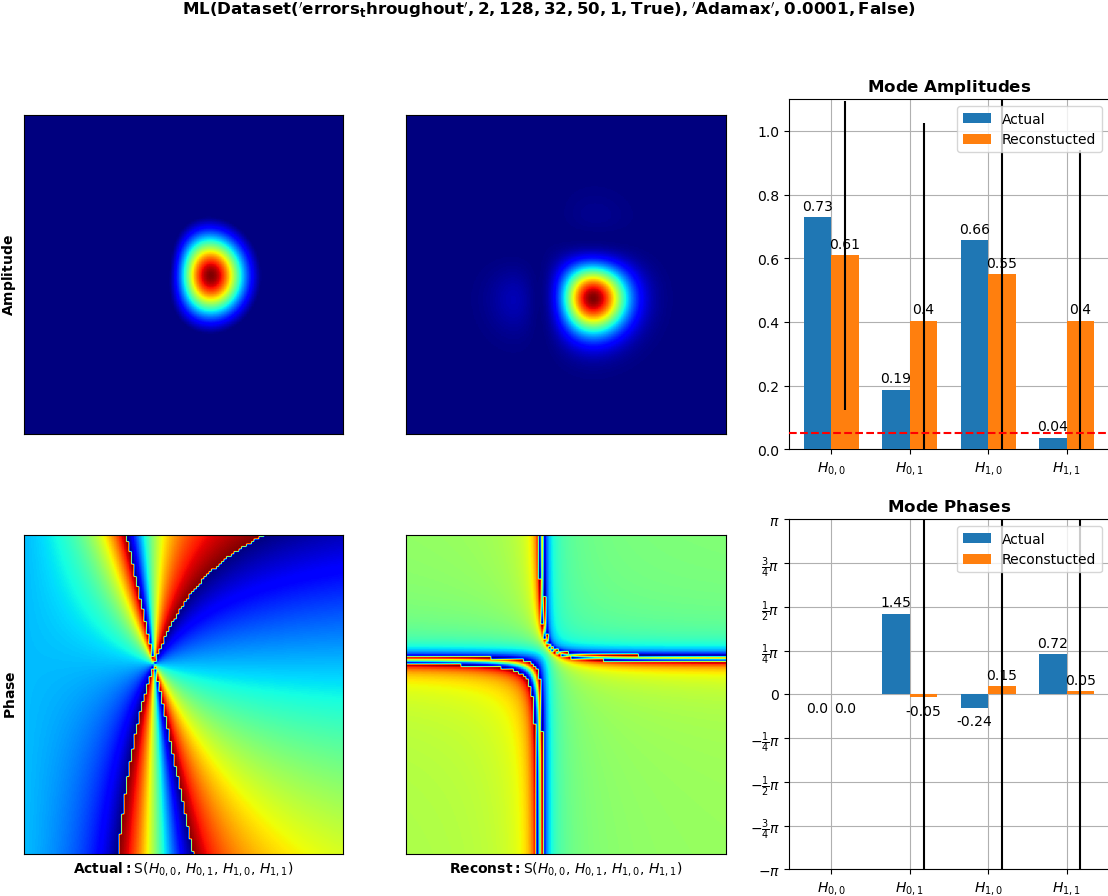 ML(Dataset('errors_throughout', 2, 128, 32, 50, 1, True), 'Adamax', 0.0001, False)
Amplitude
Mode Amplitudes
Actual
Reconstucted
1.0
0.8
0.6
0.4
0.2
0.0
0.73
0.61
0.19
0.4
0.66
0.55
0.04
0.4
H0,0
H0,1
H1,0
H1,1
Phase
Actual: S(H0,0, H0,1, H1,0, H1,1)
Reconst: S(H0,0, H0,1, H1,0, H1,1)
Mode Phases
Actual
Reconstucted
π
3/4π
1/2π
1/4π
0
-1/4π
-1/2π
-3/4π
-π
0.0
0.0
1.45
-0.05
-0.24
0.15
0.72
0.05
H0,0
H0,1
H1,0
H1,1